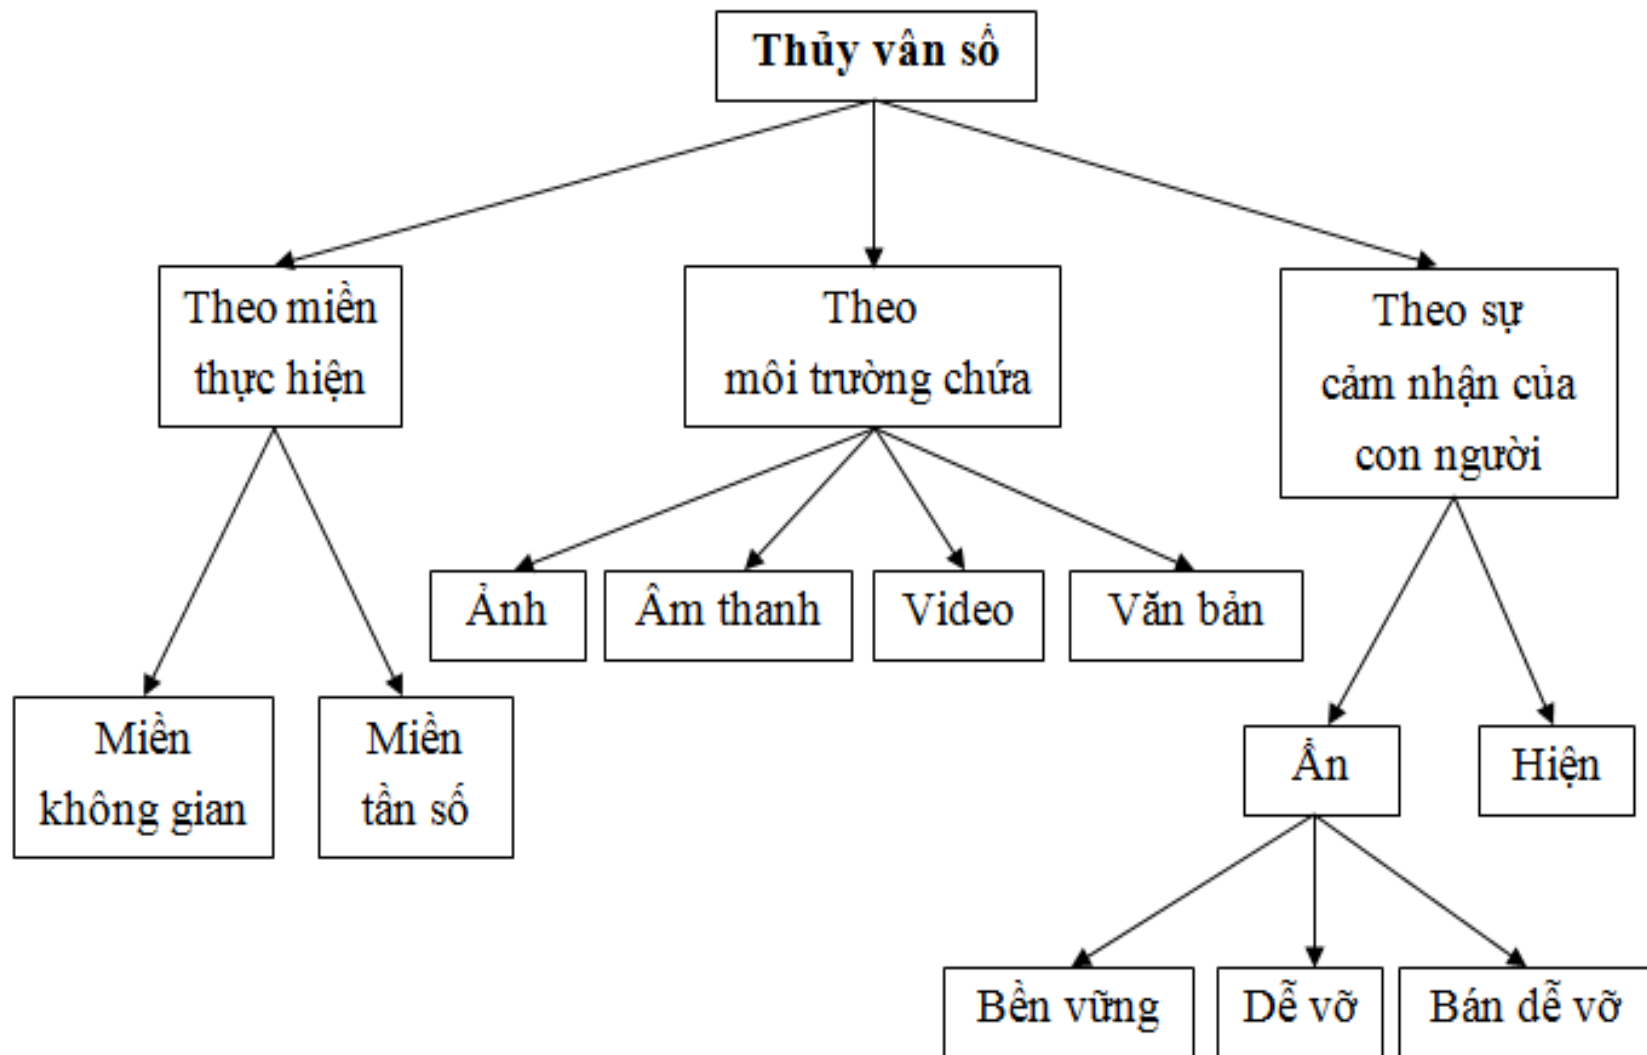 Thủy vân số
Theo miền
thực hiện
Theo
môi trường chứa
Theo sự
cảm nhận của
con người
Ảnh
Âm thanh
Video
Văn bản
Miền
không gian
Miền
tần số
Ẩn
Hiện
Bền vững
Dễ vỡ
Bán dễ vỡ